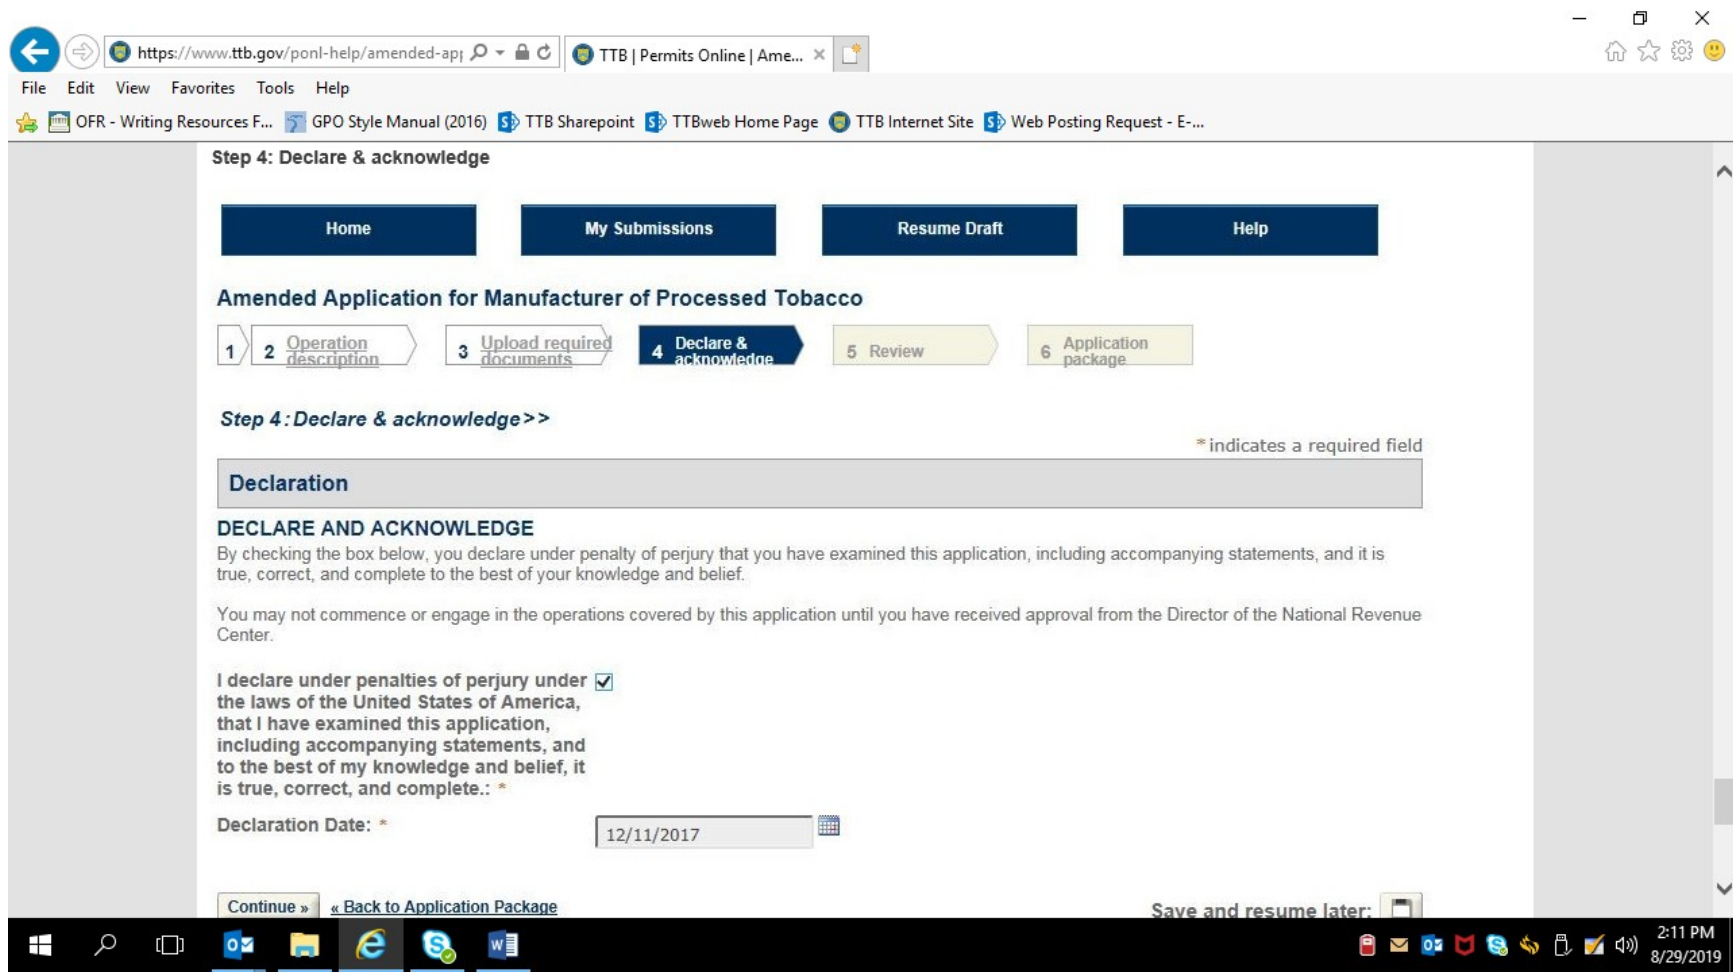 https://www.ttb.gov/ponl-help/amended-ap
TTB | Permits Online | Ame...
File Edit View Favorites Tools Help
OFR - Writing Resources F... GPO Style Manual (2016) TTB Sharepoint TTBweb Home Page TTB Internet Site Web Posting Request - E-...
Step 4: Declare & acknowledge
Home My Submissions Resume Draft Help
Amended Application for Manufacturer of Processed Tobacco
1 2 Operation description 3 Upload required documents 4 Declare & acknowledge 5 Review 6 Application package
Step 4:Declare & acknowledge>>
* indicates a required field
Declaration
DECLARE AND ACKNOWLEDGE
By checking the box below, you declare under penalty of perjury that you have examined this application, including accompanying statements, and it is
true, correct, and complete to the best of your knowledge and belief.
You may not commence or engage in the operations covered by this application until you have received approval from the Director of the National Revenue
Center.
I declare under penalties of perjury under
the laws of the United States of America,
that I have examined this application,
including accompanying statements, and
to the best of my knowledge and belief, it
is true, correct, and complete.: *
Declaration Date: * 12/11/2017
Continue » « Back to Application Package Save and resume later:
2:11 PM
8/29/2019